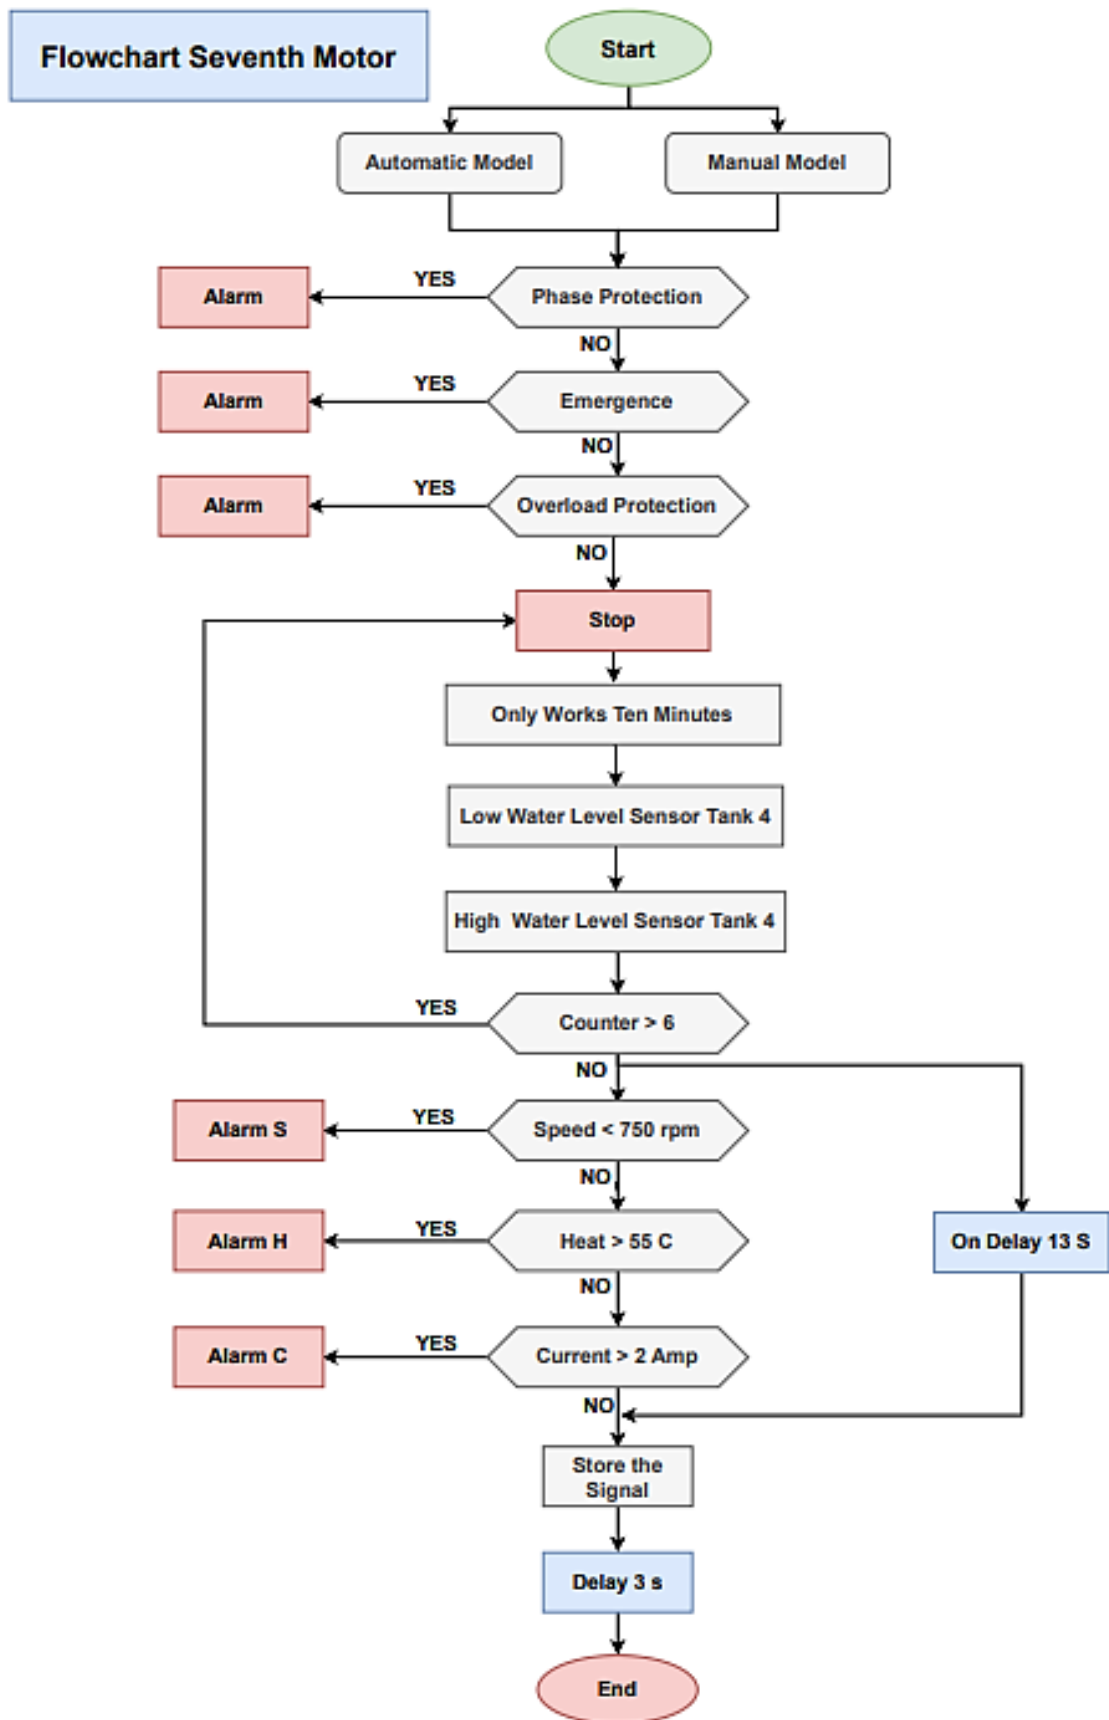 Flowchart Seventh Motor
Start
Automatic Model
Manual Model
Alarm
YES
Phase Protection
NO
Alarm
YES
Emergence
NO
Alarm
YES
Overload Protection
NO
Stop
Only Works Ten Minutes
Low Water Level Sensor Tank 4
High Water Level Sensor Tank 4
YES
Counter > 6
NO
Alarm S
YES
Speed < 750 rpm
NO
Alarm H
YES
Heat > 55 C
On Delay 13 S
NO
Alarm C
YES
Current > 2 Amp
NO
Store the
Signal
Delay 3 s
End